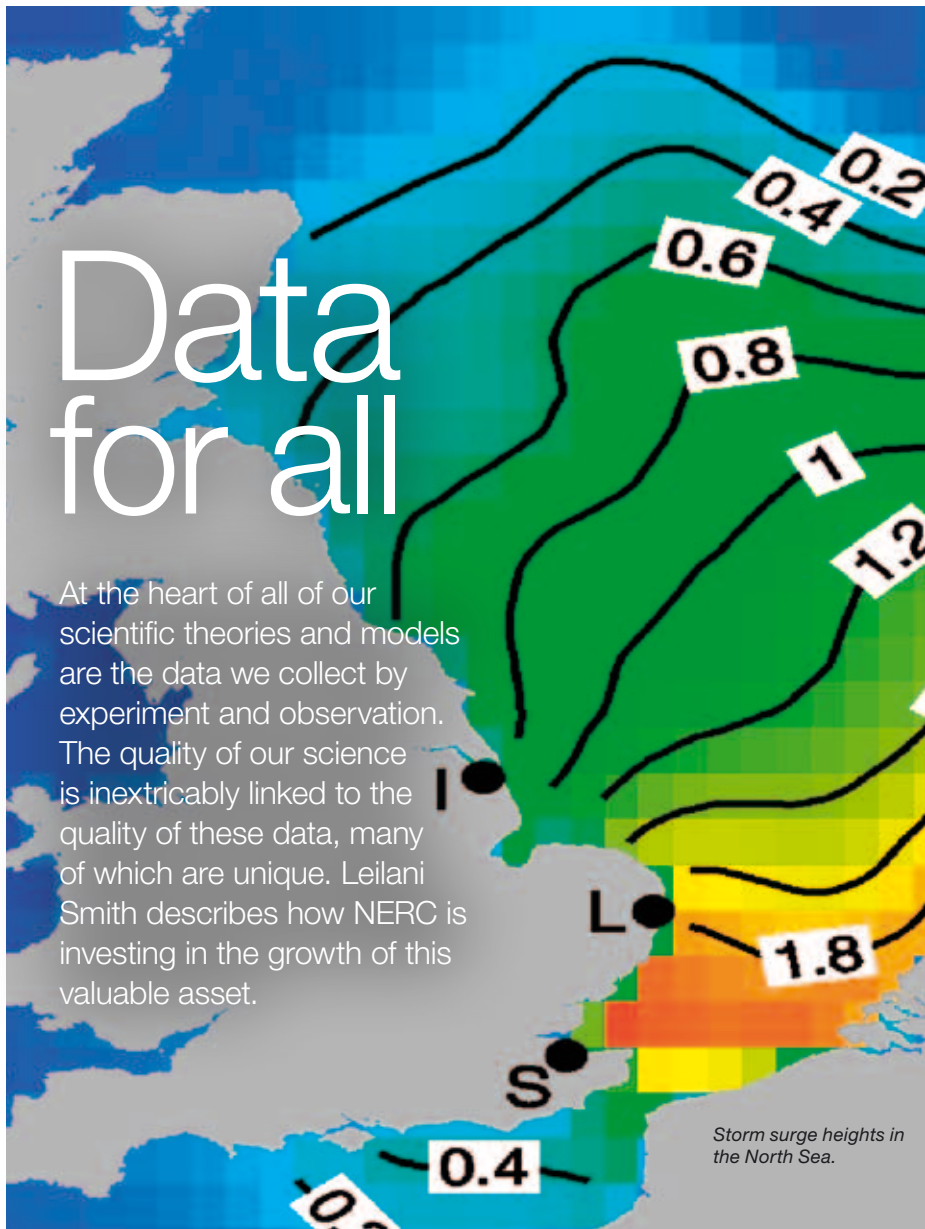 0.2
0.4
0.6
0.8
1
1.2
Data
for all
At the heart of all of our
scientific theories and models
are the data we collect by
experiment and observation.
The quality of our science
is inextricably linked to the
quality of these data, many
of which are unique. Leilani
Smith describes how NERC is
investing in the growth of this
valuable asset.
I
L
1.8
S
Storm surge heights in
the North Sea.
0.4